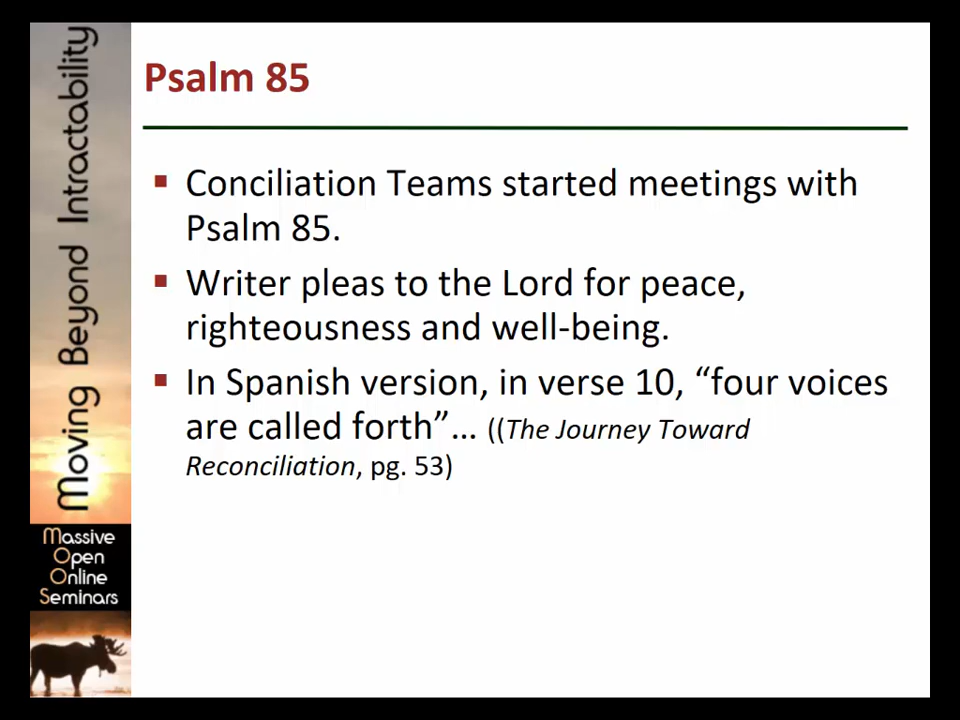 Moving Beyond Intractability
Massive
Open
Online
Seminars
Psalm 85
▪ Conciliation Teams started meetings with
Psalm 85.
▪ Writer pleas to the Lord for peace,
righteousness and well-being.
▪ In Spanish version, in verse 10, “four voices
are called forth”… ((The Journey Toward
Reconciliation, pg. 53)